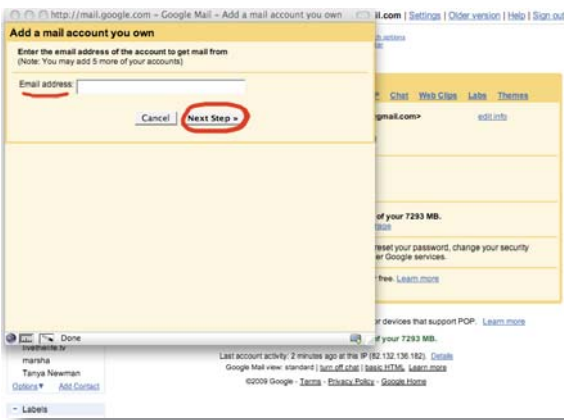 http://mail.google.com – Google Mail – Add a mail account you own
il.com | Settings | Older version | Help | Sign out
Add a mail account you own
Enter the email address of the account to get mail from
(Note: You may add 5 more of your accounts)
Email address:
Cancel
Next Step »
Chat Web Clips Labs Themes
gmail.com>
edit info
of your 7293 MB.
reset your password, change your security
er Google services.
free. Learn more
or devices that support POP. Learn more
Done
of your 7293 MB.
livethelife.tv
marsha
Tanya Newman
Options▼ Add Contact
Last account activity: 2 minutes ago at this IP (82.132.136.182). Details
Google Mail view: standard | turn off chat | basic HTML Learn more
©2009 Google - Terms - Privacy Policy - Google Home
– Labels